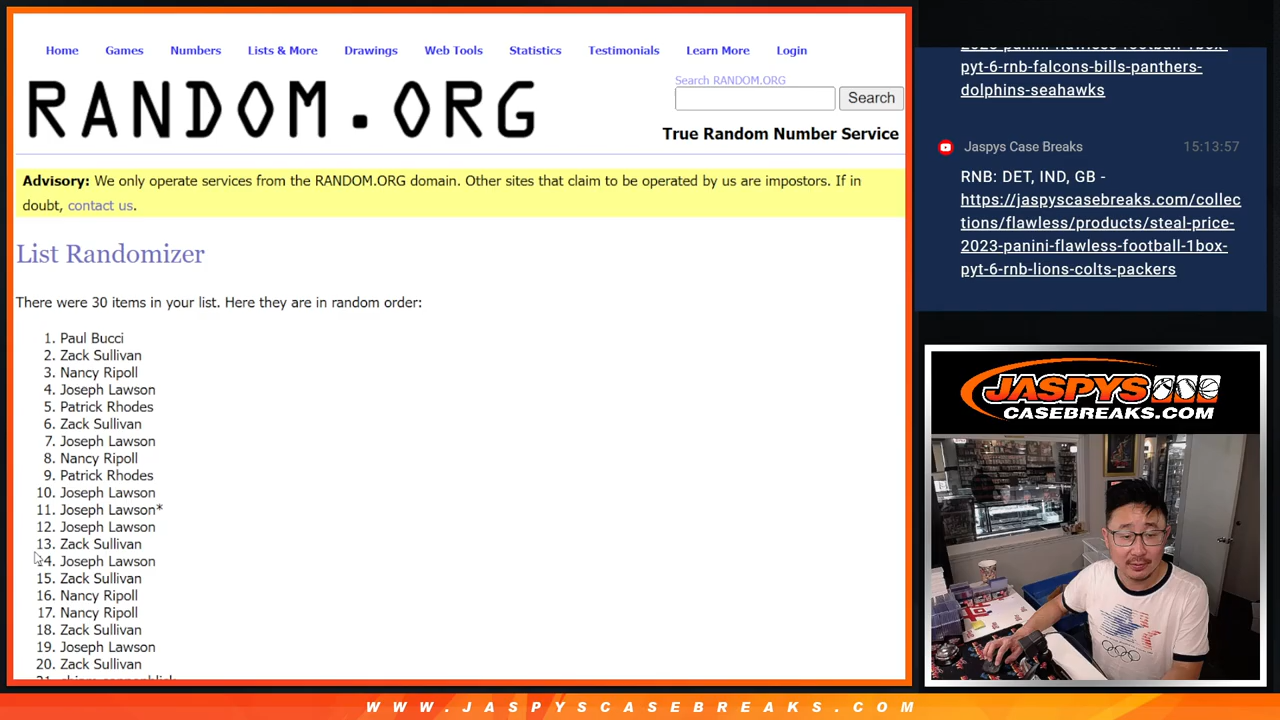 Home Games Numbers Lists & More Drawings Web Tools Statistics Testimonials Learn More Login
RANDOM.ORG
Search RANDOM.ORG
Search
True Random Number Service
Advisory: We only operate services from the RANDOM.ORG domain. Other sites that claim to be operated by us are impostors. If in
doubt, contact us.
List Randomizer
There were 30 items in your list. Here they are in random order:
1. Paul Bucci
2. Zack Sullivan
3. Nancy Ripoll
4. Joseph Lawson
5. Patrick Rhodes
6. Zack Sullivan
7. Joseph Lawson
8. Nancy Ripoll
9. Patrick Rhodes
10. Joseph Lawson
11. Joseph Lawson*
12. Joseph Lawson
13. Zack Sullivan
14. Joseph Lawson
15. Zack Sullivan
16. Nancy Ripoll
17. Nancy Ripoll
18. Zack Sullivan
19. Joseph Lawson
20. Zack Sullivan
2023-panini-flawless-football-1box-
pyt-6-rnb-falcons-bills-panthers-
dolphins-seahawks
Jaspys Case Breaks 15:13:57
RNB: DET, IND, GB -
https://jaspyscasebreaks.com/collec
tions/flawless/products/steal-price-
2023-panini-flawless-football-1box-
pyt-6-rnb-lions-colts-packers
JASPYS
CASEBREAKS.COM
WWW.JASPYSCASEBREAKS.COM